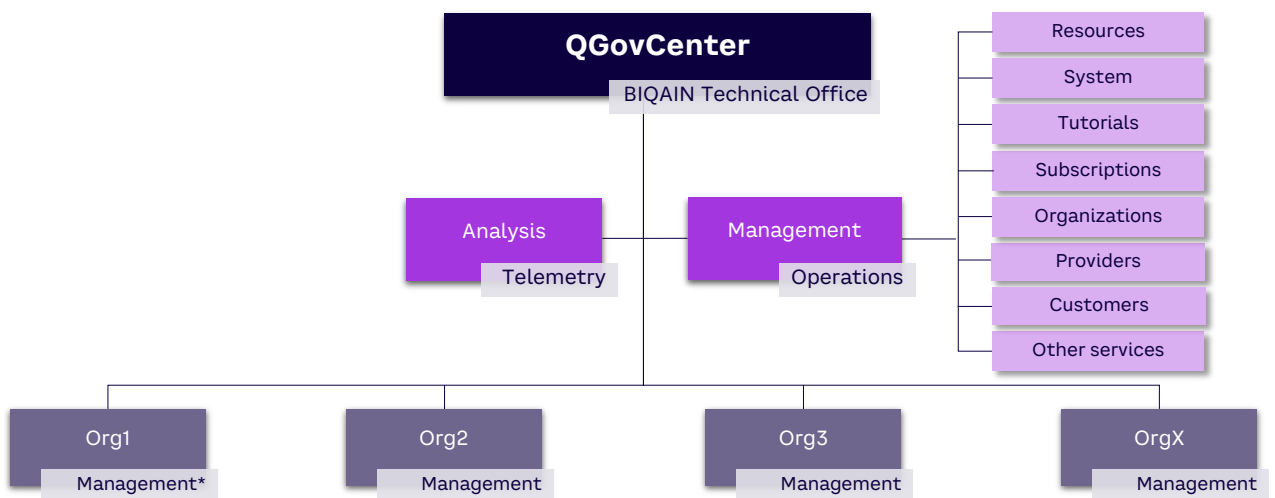 QGovCenter
BIQAIN Technical Office
Resources
System
Tutorials
Subscriptions
Organizations
Providers
Customers
Other services
Analysis
Telemetry
Management
Operations
Org1
Management*
Org2
Management
Org3
Management
OrgX
Management